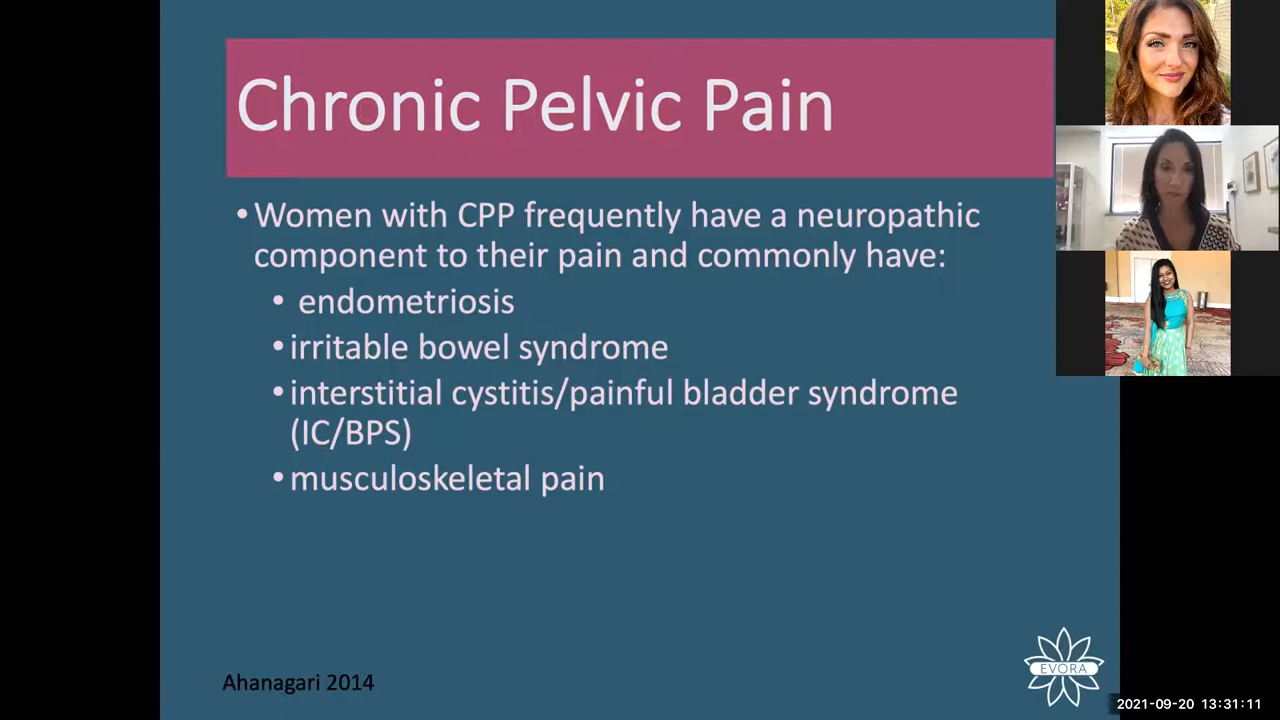 Chronic Pelvic Pain
• Women with CPP frequently have a neuropathic
component to their pain and commonly have:
• endometriosis
• irritable bowel syndrome
• interstitial cystitis/painful bladder syndrome
(IC/BPS)
• musculoskeletal pain
Ahanagari 2014
EVORA
2021-09-20 13:31:11